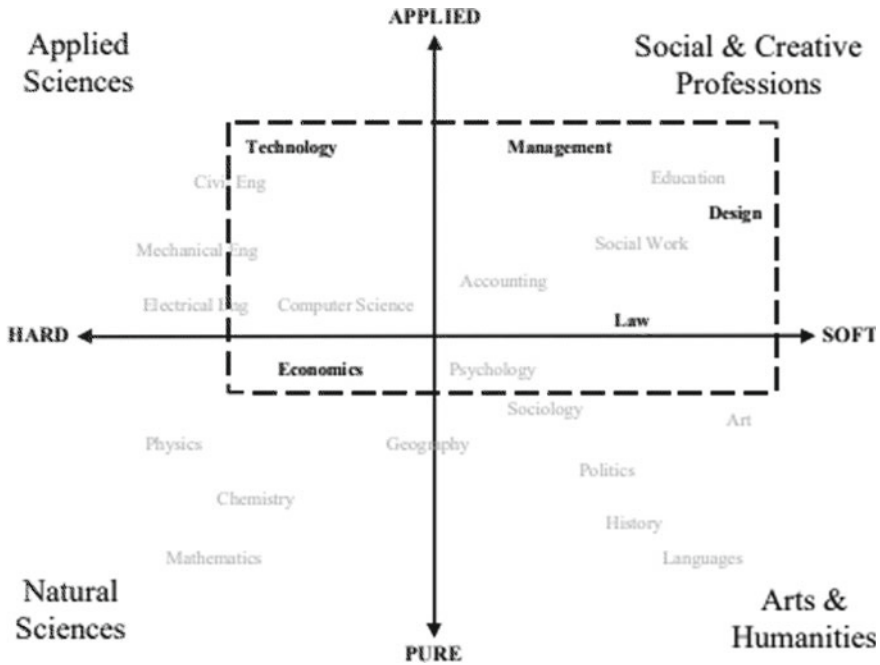 APPLIED
Applied
Sciences
Social & Creative
Professions
Technology
Management
Civil Eng
Education
Design
Mechanical Eng
Social Work
Accounting
Electrical Eng
Computer Science
Law
HARD
SOFT
Economics
Psychology
Sociology
Art
Physics
Geography
Politics
Chemistry
History
Mathematics
Languages
Natural
Sciences
Arts &
Humanities
PURE